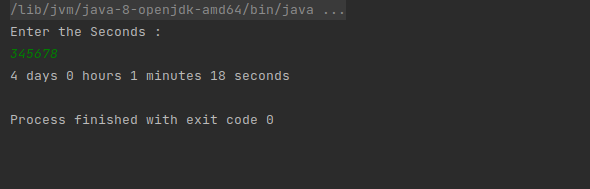 /lib/jvm/java-8-openjdk-amd64/bin/java ...
Enter the Seconds :
345678
4 days 0 hours 1 minutes 18 seconds
Process finished with exit code 0